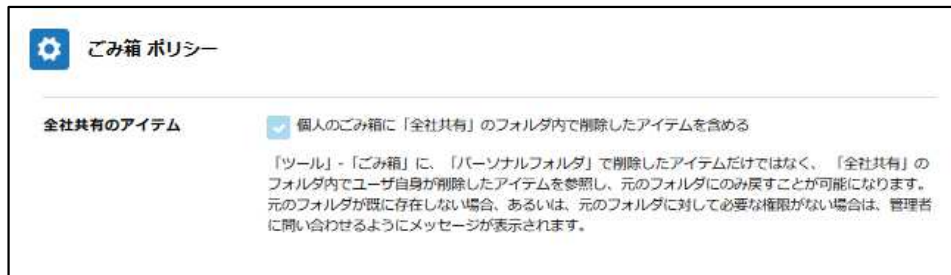 ごみ箱 ポリシー
全社共有のアイテム
個人のごみ箱に「全社共有」のフォルダ内で削除したアイテムを含める
「ツール」-「ごみ箱」に、「パーソナルフォルダ」で削除したアイテムだけではなく、 「全社共有」の
フォルダ内でユーザ自身が削除したアイテムを参照し、元のフォルダにのみ戻すことが可能になります。
元のフォルダが既に存在しない場合、あるいは、元のフォルダに対して必要な権限がない場合は、管理者
に問い合わせるようにメッセージが表示されます。